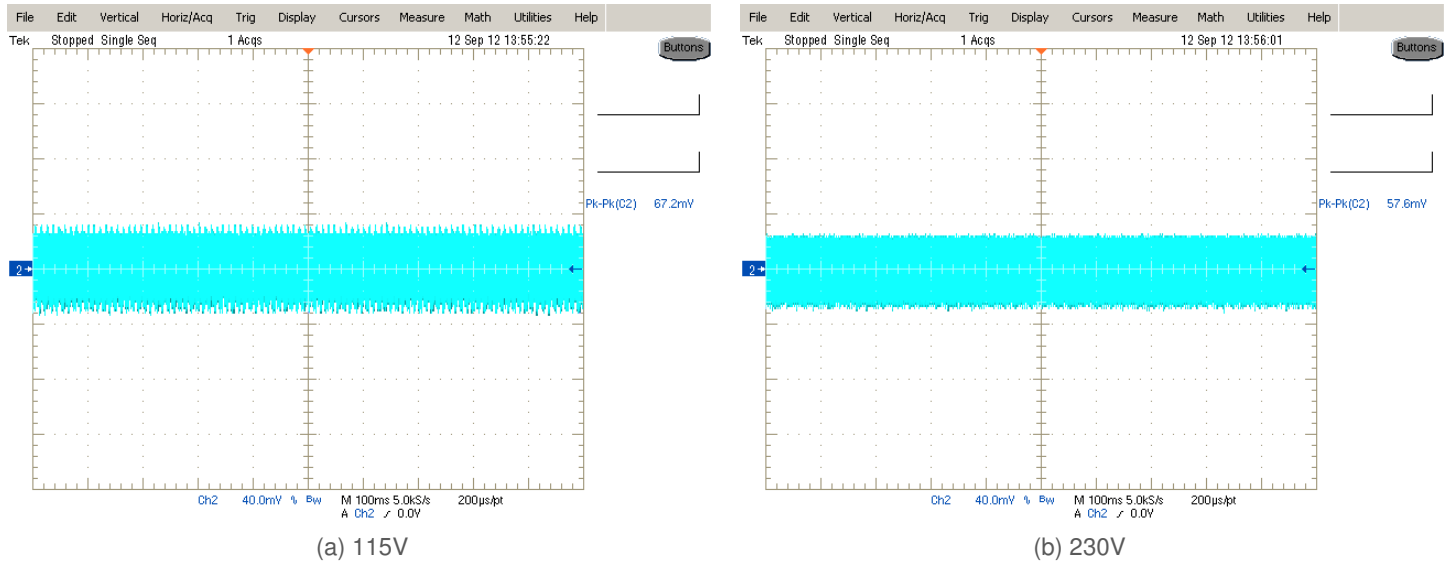 File Edit Vertical Horiz/Acq Trig Display Cursors Measure Math Utilities Help
Tek Stopped Single Seq 1 Acqs 12 Sep 12 13:55:22
Buttons
Pk-Pk(C2) 67.2mV
2
Ch2 40.0mV % Bw M 100ms 5.0kS/s 200µs/pt
A Ch2 / 0.0V
(a) 115V
File Edit Vertical Horiz/Acq Trig Display Cursors Measure Math Utilities Help
Tek Stopped Single Seq 1 Acqs 12 Sep 12 13:56:01
Buttons
Pk-Pk(C2) 57.6mV
2
Ch2 40.0mV % Bw M 100ms 5.0kS/s 200µs/pt
A Ch2 / 0.0V
(b) 230V